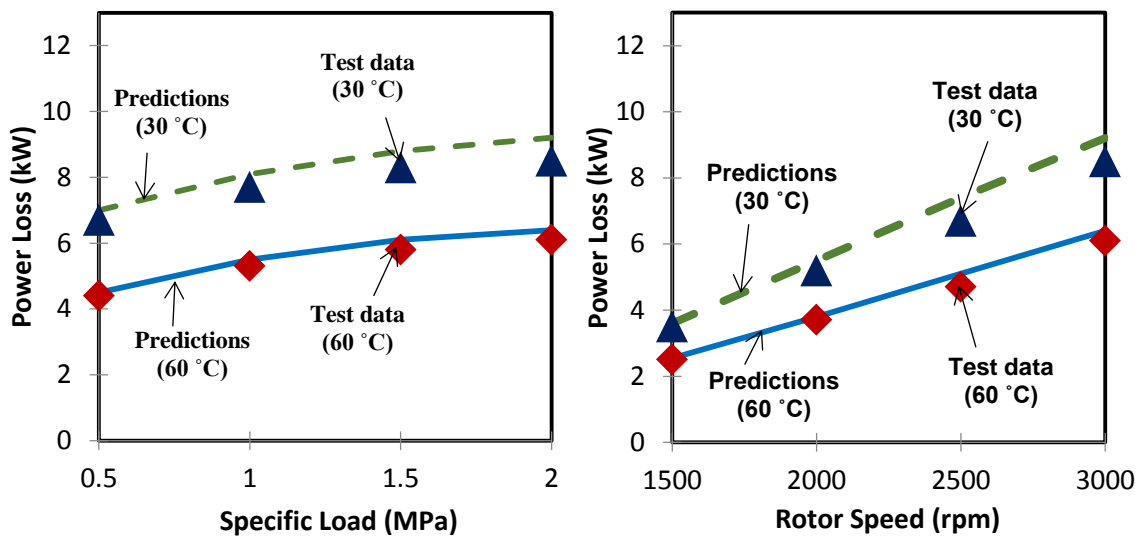 12
10
8
6
4
2
0
Power Loss (kW)
Predictions
(30 ˚C)
Test data
(30 ˚C)
Predictions
(60 ˚C)
Test data
(60 ˚C)
0.5
1
1.5
2
Specific Load (MPa)
12
10
8
6
4
2
0
Power Loss (kW)
Test data
(30 ˚C)
Predictions
(30 ˚C)
Predictions
(60 ˚C)
Test data
(60 ˚C)
1500
2000
2500
3000
Rotor Speed (rpm)